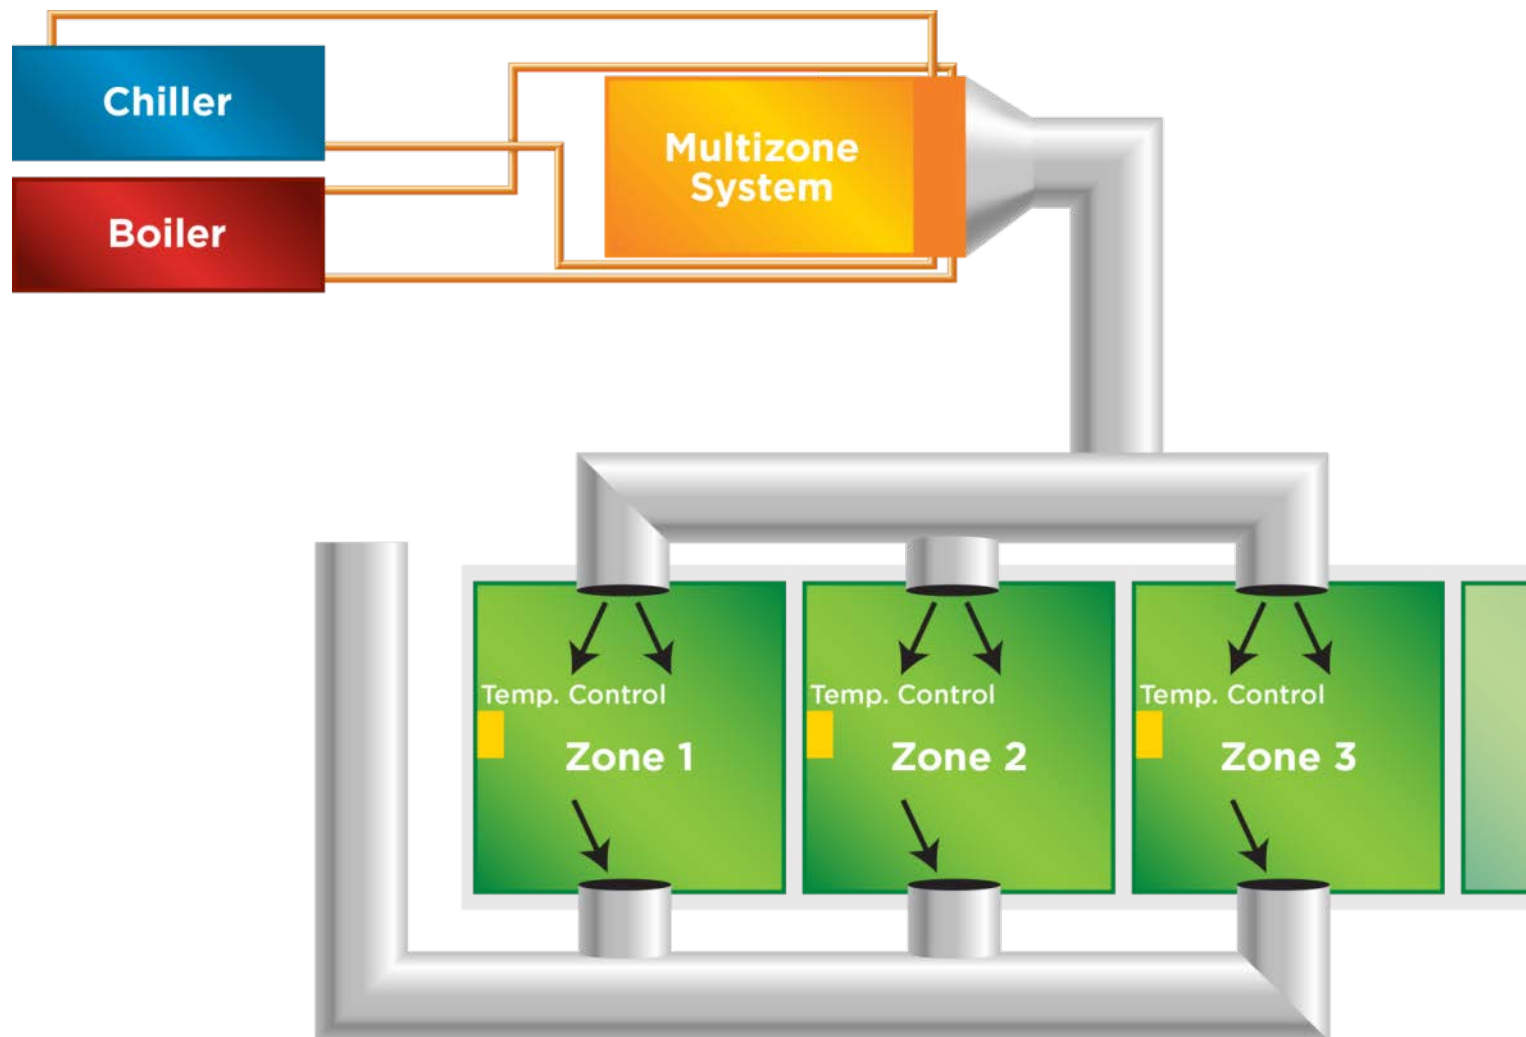 Chiller
Boiler
Multizone
System
Temp. Control
Zone 1
Temp. Control
Zone 2
Temp. Control
Zone 3